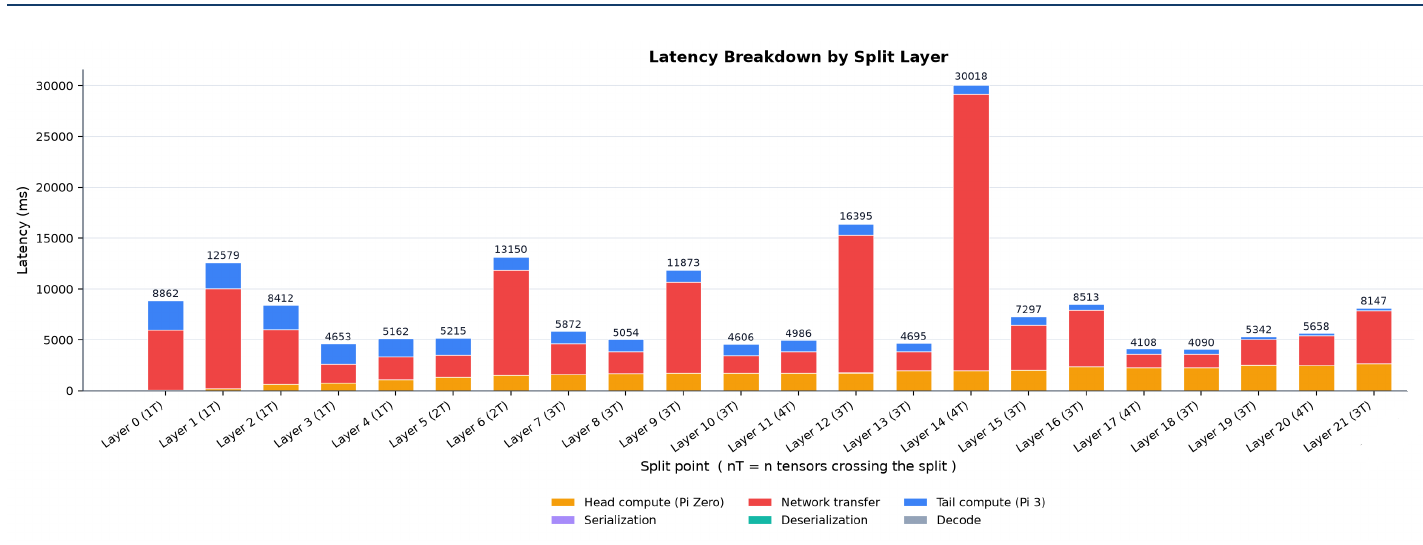 Latency Breakdown by Split Layer
30018
30000
25000
20000
16395
15000
13150
12579
11873
10000
8862
8412
8513
8147
7297
5872
5658
5342
5215
5162
5054
4986
4695
4653
4606
4108
4090
5000
0
Latency (ms)
Layer 0 (1T)
Layer 1 (1T)
Layer 2 (1T)
Layer 3 (1T)
Layer 4 (1T)
Layer 5 (2T)
Layer 6 (2T)
Layer 7 (3T)
Layer 8 (3T)
Layer 9 (3T)
Layer 10 (3T)
Layer 11 (4T)
Layer 12 (3T)
Layer 13 (3T)
Layer 14 (4T)
Layer 15 (3T)
Layer 16 (3T)
Layer 17 (4T)
Layer 18 (3T)
Layer 19 (3T)
Layer 20 (4T)
Layer 21 (3T)
Split point ( nT = n tensors crossing the split )
Head compute (Pi Zero) Network transfer Tail compute (Pi 3)
Serialization Deserialization Decode